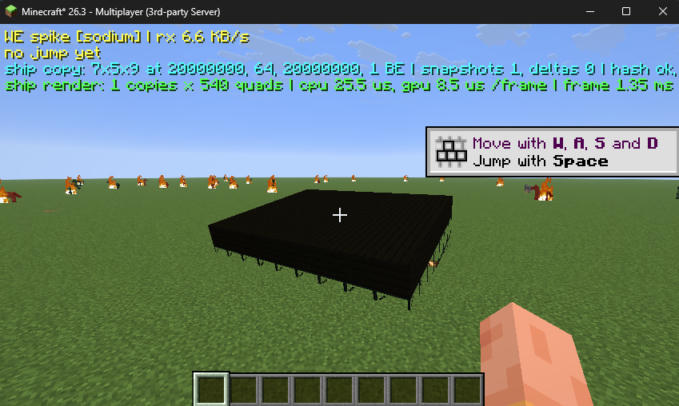 Minecraft* 26.3 - Multiplayer (3rd-party Server)
WE spike [sodium] | rx 6.6 KB/s
no jump yet
ship copy: 7x5x9 at 20000000, 64, 20000000, 1 BE | snapshots 1, deltas 0 | hash ok,
ship render: 1 copies x 540 quads | cpu 25.5 us, gpu 8.5 us /frame | frame 1.35 ms
Move with W, A, S and D
Jump with Space